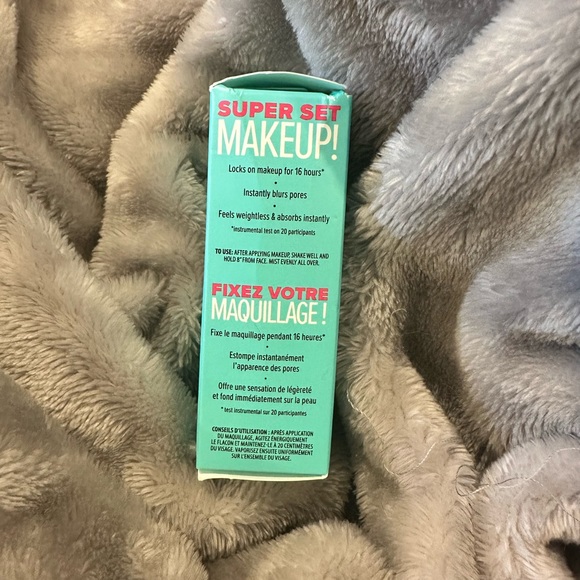 SUPER SET
MAKEUP!
Locks on makeup for 16 hours*
•
Instantly blurs pores
•
Feels weightless & absorbs instantly
*instrumental test on 20 participants
TO USE: AFTER APPLYING MAKEUP, SHAKE WELL AND
HOLD 8" FROM FACE. MIST EVENLY ALL OVER.
FIXEZ VOTRE
MAQUILLAGE !
Fixe le maquillage pendant 16 heures*
•
Estompe instantanément
l'apparence des pores
•
Offre une sensation de légèreté
et fond immédiatement sur la peau
* test instrumental sur 20 participantes
CONSEILS D'UTILISATION : APRÈS APPLICATION
DU MAQUILLAGE, AGITEZ ÉNERGIQUEMENT
LE FLACON ET MAINTENEZ-LE À 20 CENTIMÈTRES
DU VISAGE. VAPORISEZ ENSUITE UNIFORMÉMENT
SUR L'ENSEMBLE DU VISAGE.